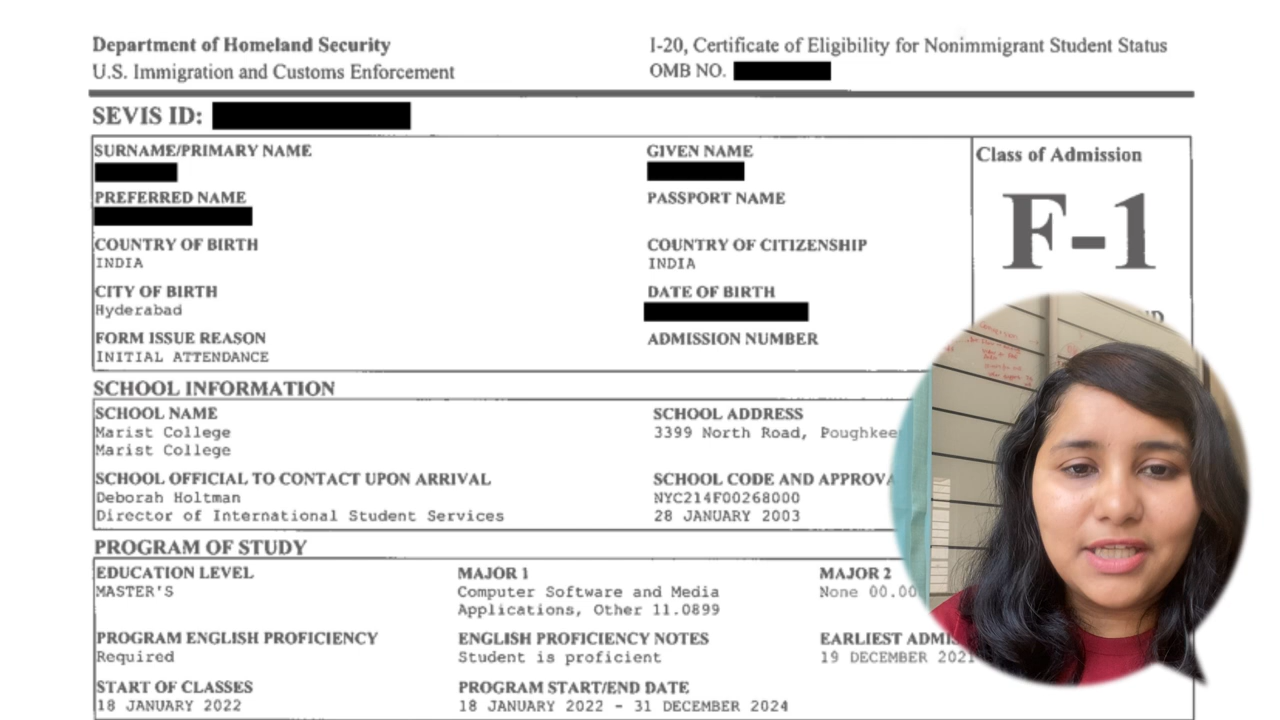 Department of Homeland Security
U.S. Immigration and Customs Enforcement
I-20, Certificate of Eligibility for Nonimmigrant Student Status
OMB NO.
SEVIS ID:
SURNAME/PRIMARY NAME
GIVEN NAME
Class of Admission
PREFERRED NAME
PASSPORT NAME
F-1
COUNTRY OF BIRTH
INDIA
COUNTRY OF CITIZENSHIP
INDIA
CITY OF BIRTH
Hyderabad
DATE OF BIRTH
FORM ISSUE REASON
INITIAL ATTENDANCE
ADMISSION NUMBER
SCHOOL INFORMATION
SCHOOL NAME
Marist College
Marist College
SCHOOL ADDRESS
3399 North Road,
SCHOOL OFFICIAL TO CONTACT UPON ARRIVAL
Deborah Holtman
Director of International Student Services
SCHOOL CODE AND
NYC214F00268000
28 JANUARY 2003
PROGRAM OF STUDY
EDUCATION LEVEL
MASTER'S
MAJOR 1
Computer Software and Media
Applications, Other 11.0899
MAJOR 2
None 00.00
PROGRAM ENGLISH PROFICIENCY
Required
ENGLISH PROFICIENCY NOTES
Student is proficient
EARLIEST
19 DECEMBER 2021
START OF CLASSES
18 JANUARY 2022
PROGRAM START/END DATE
18 JANUARY 2022 - 31 DECEMBER 2024